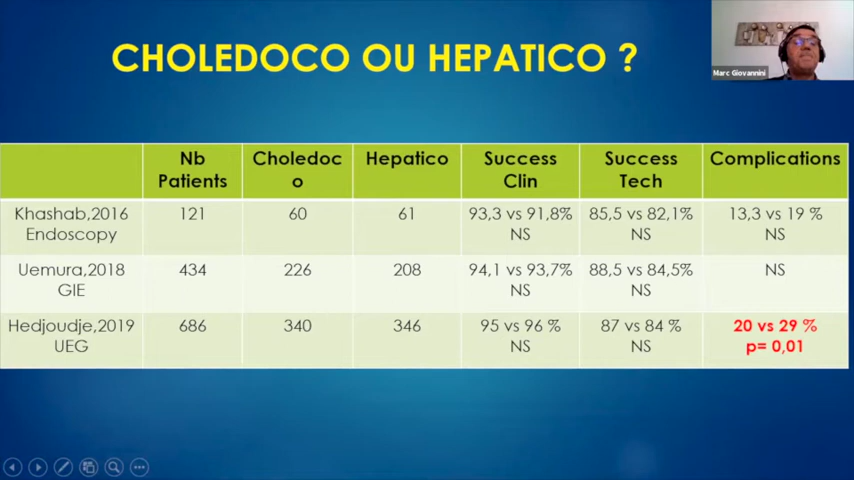 CHOLEDOCO OU HEPATICO ?
Marc Giovannini
Nb Patients
Choledoco
Hepatico
Success Clin
Success Tech
Complications
Khashab,2016 Endoscopy
121
60
61
93,3 vs 91,8% NS
85,5 vs 82,1% NS
13,3 vs 19 % NS
Uemura,2018 GIE
434
226
208
94,1 vs 93,7% NS
88,5 vs 84,5% NS
NS
Hedjoudje,2019 UEG
686
340
346
95 vs 96 % NS
87 vs 84 % NS
20 vs 29 % p= 0,01